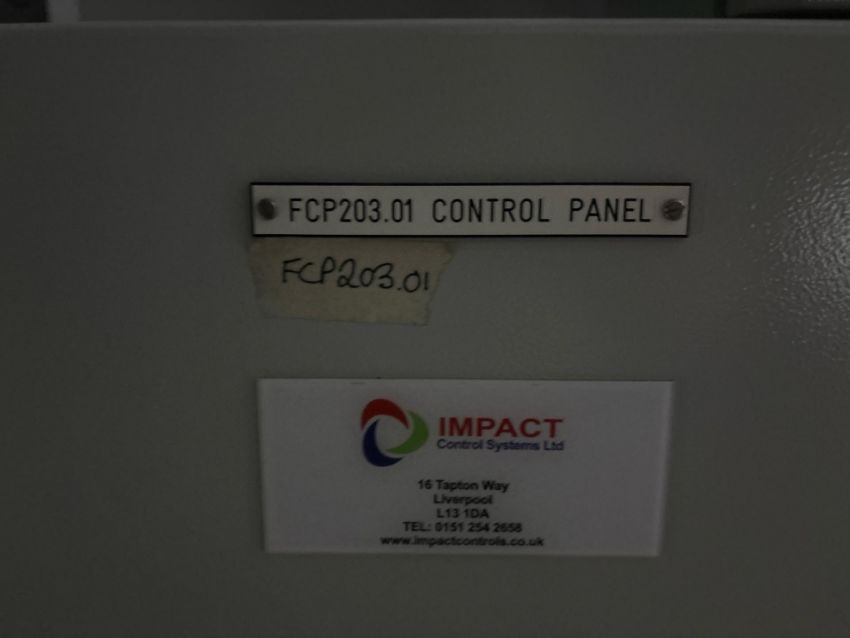 FCP203.01 CONTROL PANEL
FCP203.01
IMPACT
Control Systems Ltd
16 Tapton Way
Liverpool
L13 1DA
TEL: 0151 254 2658
www.impactcontrols.co.uk